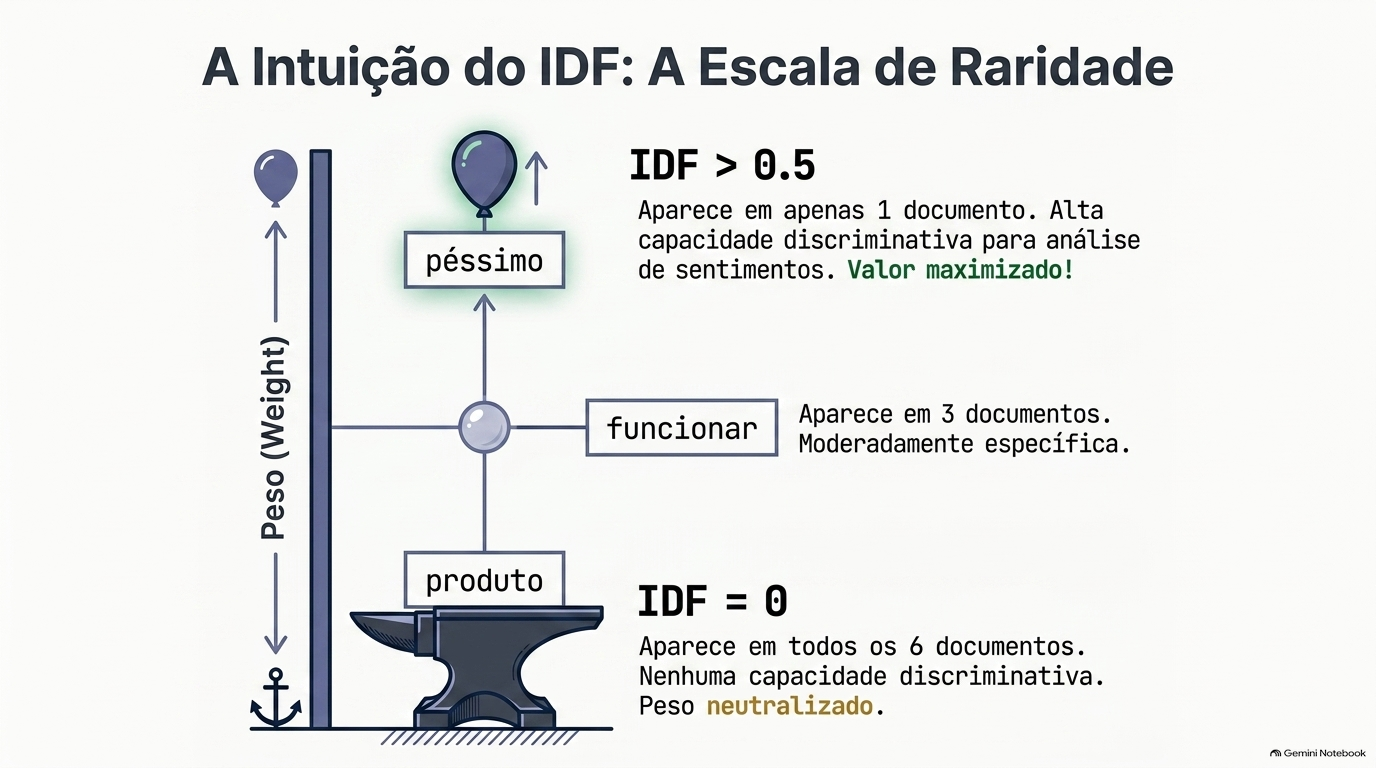 A Intuição do IDF: A Escala de Raridade
Peso (Weight)
péssimo
IDF > 0.5
Aparece em apenas 1 documento. Alta
capacidade discriminativa para análise
de sentimentos. Valor maximizado!
funcionar
Aparece em 3 documentos.
Moderadamente específica.
produto
IDF = 0
Aparece em todos os 6 documentos.
Nenhuma capacidade discriminativa.
Peso neutralizado.
Gemini Notebook